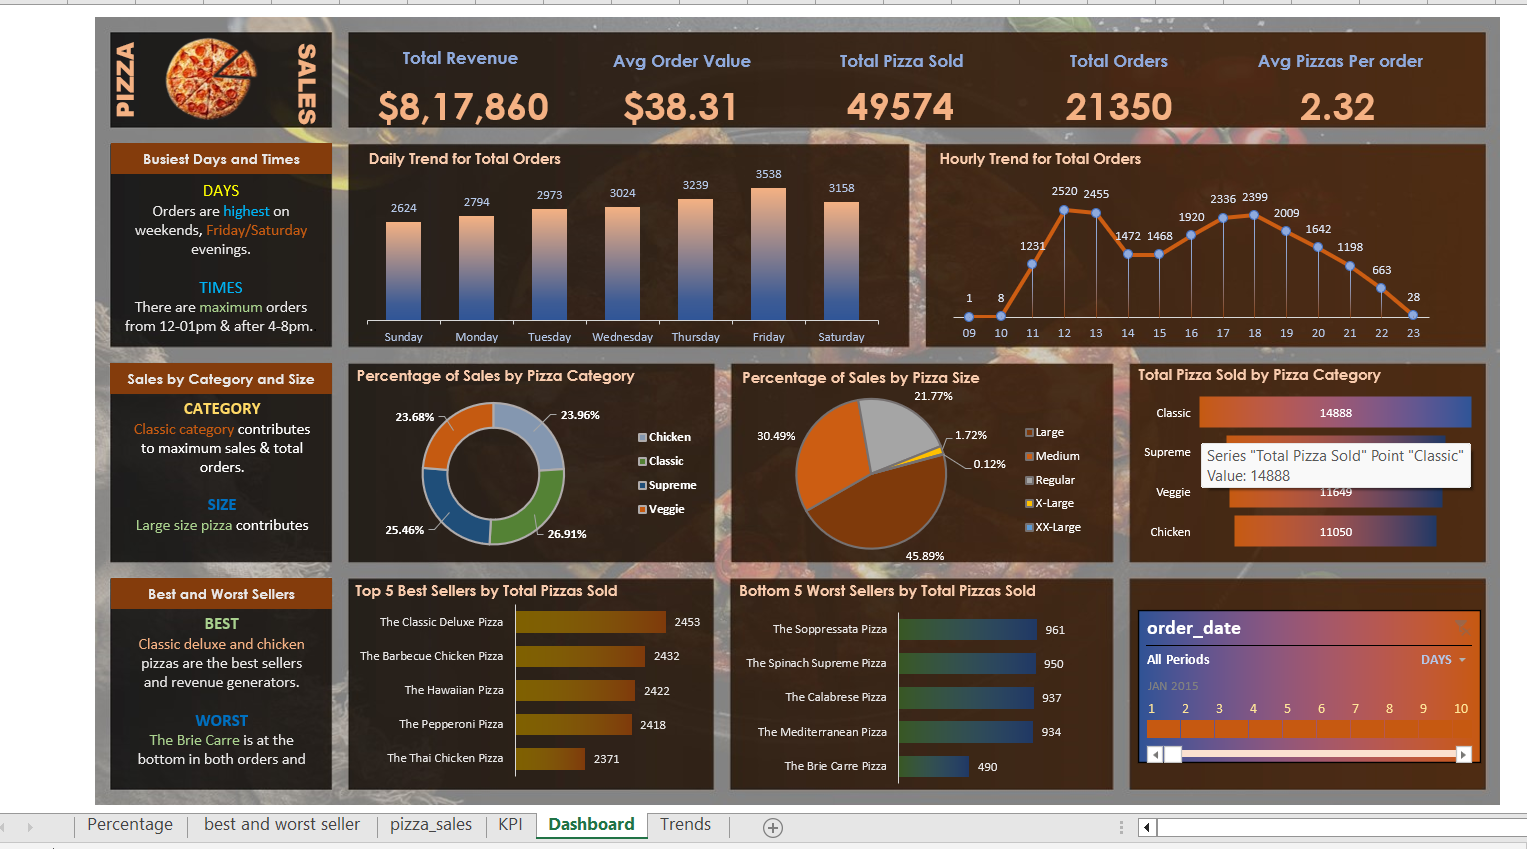 PIZZA
SALES
Total Revenue
$8,17,860
Avg Order Value
$38.31
Total Pizza Sold
49574
Total Orders
21350
Avg Pizzas Per order
2.32
Busiest Days and Times
DAYS
Orders are highest on
weekends, Friday/Saturday
evenings.
TIMES
There are maximum orders
from 12-01pm & after 4-8pm.
Daily Trend for Total Orders
2624
2794
2973
3024
3239
3538
3158
Sunday
Monday
Tuesday
Wednesday
Thursday
Friday
Saturday
Hourly Trend for Total Orders
1
8
1231
2520
2455
1472
1468
1920
2336
2399
2009
1642
1198
663
28
09
10
11
12
13
14
15
16
17
18
19
20
21
22
23
Sales by Category and Size
CATEGORY
Classic category contributes
to maximum sales & total
orders.
SIZE
Large size pizza contributes
Percentage of Sales by Pizza Category
23.68%
23.96%
25.46%
26.91%
Chicken
Classic
Supreme
Veggie
Percentage of Sales by Pizza Size
21.77%
1.72%
0.12%
30.49%
45.89%
Large
Medium
Regular
X-Large
XX-Large
Total Pizza Sold by Pizza Category
Classic
14888
Supreme
Series "Total Pizza Sold" Point "Classic"
Value: 14888
Veggie
11649
Chicken
11050
Best and Worst Sellers
BEST
Classic deluxe and chicken
pizzas are the best sellers
and revenue generators.
WORST
The Brie Carre is at the
bottom in both orders and
Top 5 Best Sellers by Total Pizzas Sold
The Classic Deluxe Pizza 2453
The Barbecue Chicken Pizza 2432
The Hawaiian Pizza 2422
The Pepperoni Pizza 2418
The Thai Chicken Pizza 2371
Bottom 5 Worst Sellers by Total Pizzas Sold
The Soppressata Pizza 961
The Spinach Supreme Pizza 950
The Calabrese Pizza 937
The Mediterranean Pizza 934
The Brie Carre Pizza 490
order_date
All Periods
DAYS
JAN 2015
1 2 3 4 5 6 7 8 9 10
Percentage
best and worst seller
pizza_sales
KPI
Dashboard
Trends